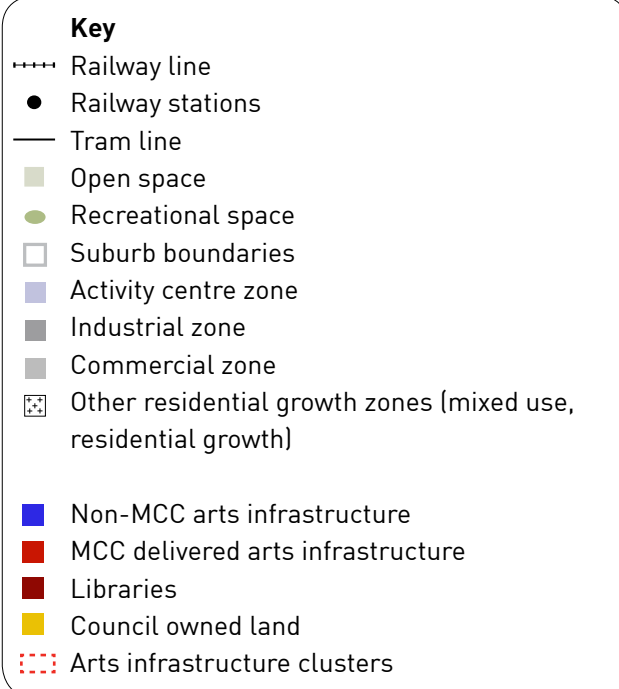 Key
Railway line
Railway stations
Tram line
Open space
Recreational space
Suburb boundaries
Activity centre zone
Industrial zone
Commercial zone
Other residential growth zones (mixed use,
residential growth)
Non-MCC arts infrastructure
MCC delivered arts infrastructure
Libraries
Council owned land
Arts infrastructure clusters